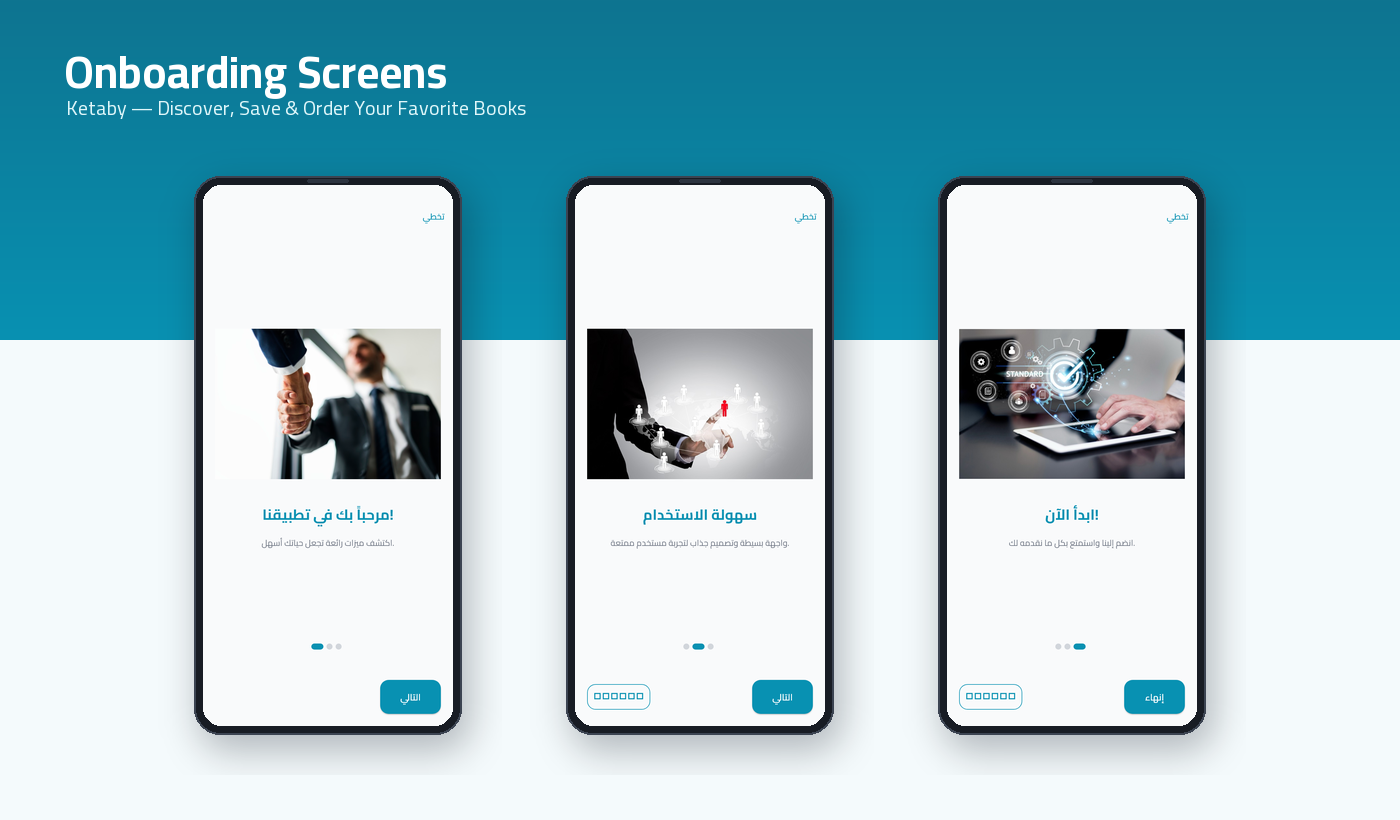 Onboarding Screens
Ketaby — Discover, Save & Order Your Favorite Books
تخطي
مرحباً بك في تطبيقنا!
اكتشف ميزات رائعة تجعل حياتك أسهل.
التالي
تخطي
سهولة الاستخدام
واجهة بسيطة وتصميم جذاب لتجربة مستخدم ممتعة.
□□□□□□
التالي
تخطي
STANDARD
ابدأ الآن!
انضم إلينا واستمتع بكل ما نقدمه لك.
□□□□□□
إنهاء